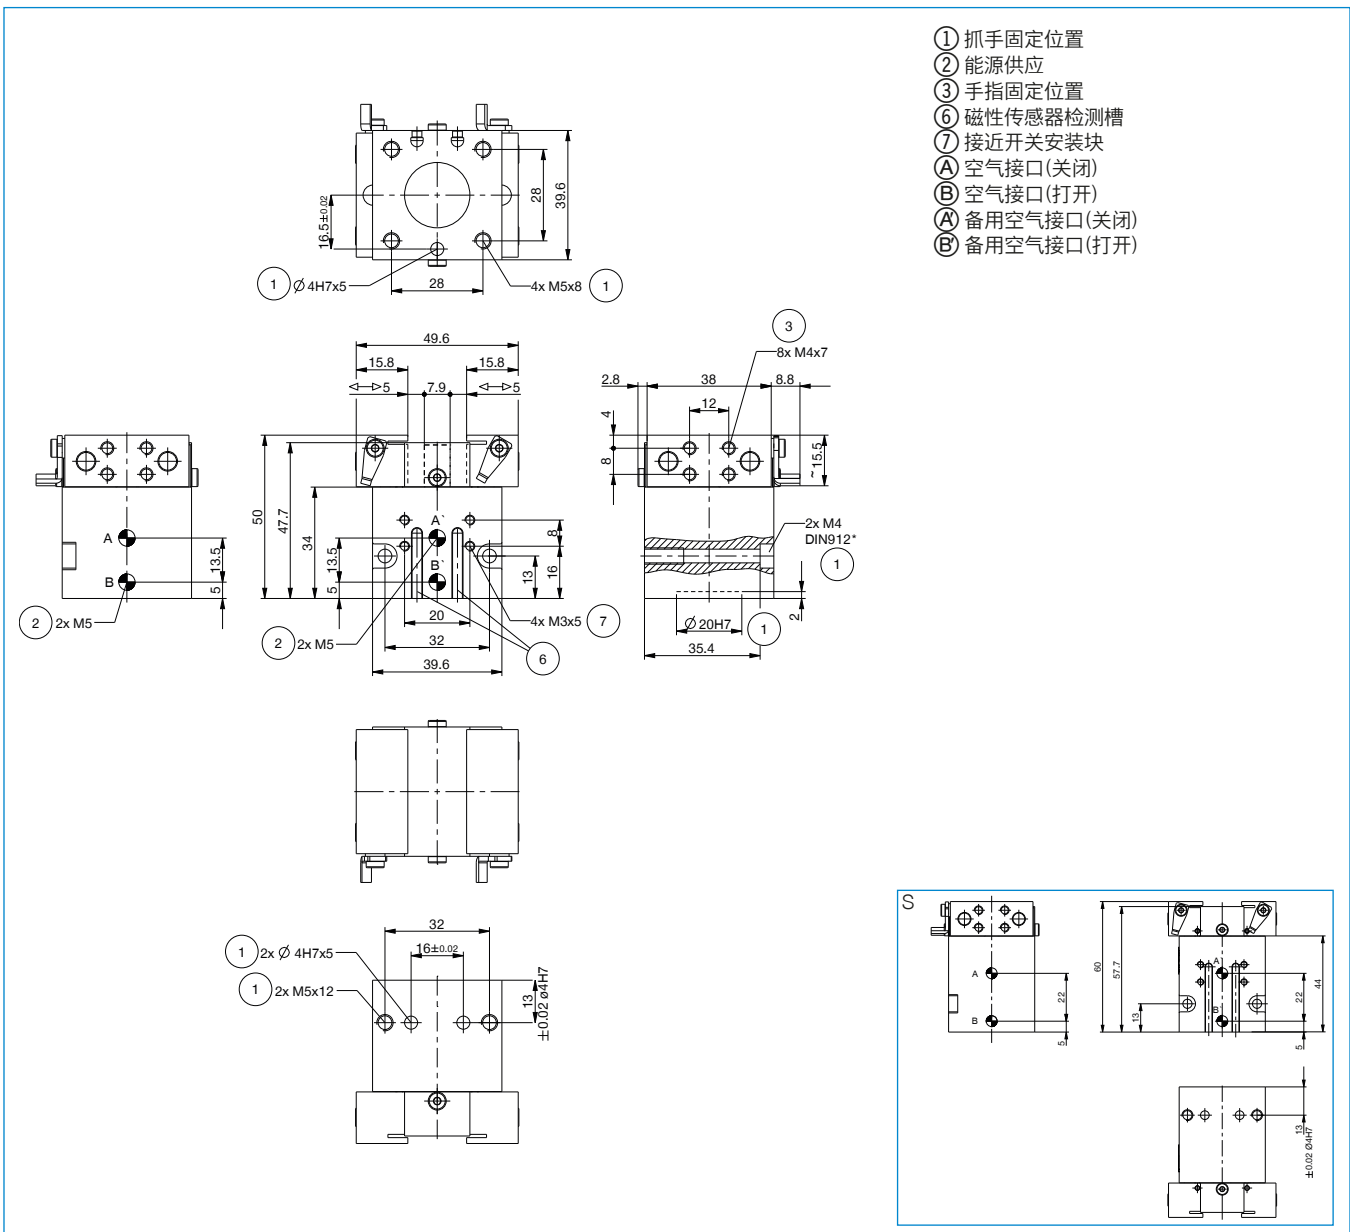 ① 抓手固定位置
② 能源供应
③ 手指固定位置
⑥ 磁性传感器检测槽
⑦ 接近开关安装块
Ⓐ 空气接口(关闭)
Ⓑ 空气接口(打开)
Ⓐ' 备用空气接口(关闭)
Ⓑ' 备用空气接口(打开)
16.5±0.02
28
39.6
1 Ø 4H7x5
28
4x M5x8 1
49.6
15.8
15.8
5
7.9
5
50
47.7
34
13.5
5
A`
B`
8
13
16
20
32
39.6
2 2x M5
4x M3x5 7
6
A
B
13.5
5
2 2x M5
3
8x M4x7
2.8
38
8.8
12
4
8
~15.5
2x M4
DIN912*
1
Ø 20H7
1
2
35.4
32
16±0.02
1 2x Ø 4H7x5
1 2x M5x12
13
±0.02 Ø4H7
S
A
B
22
5
60
57.7
13
A
B
22
44
5
13
±0.02 Ø4H7